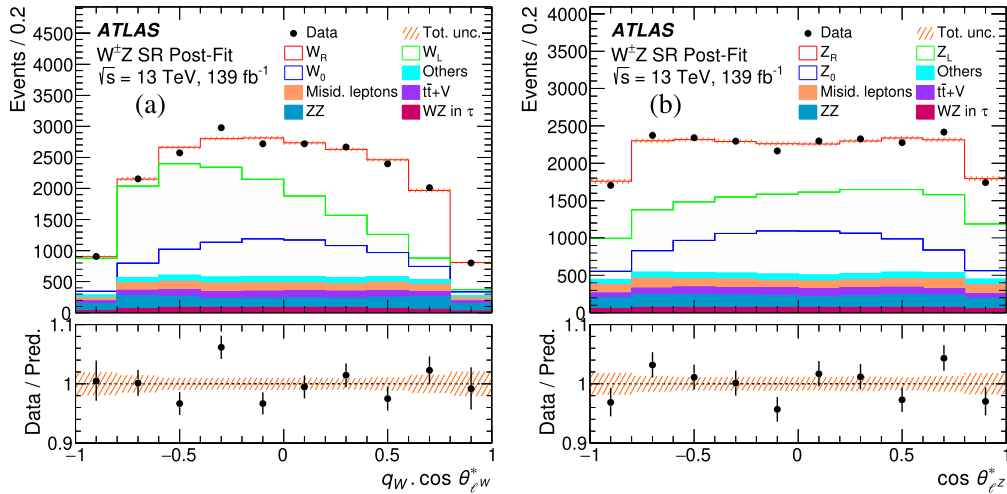 ATLAS
W±Z SR Post-Fit
√s = 13 TeV, 139 fb⁻¹
(a)
Data
Tot. unc.
W_R
W_L
W_0
Others
Misid. leptons
tt̄+V
ZZ
WZ in τ
Events / 0.2
4500
4000
3500
3000
2500
2000
1500
1000
500
0
Data / Pred.
1.1
1
0.9
−1
−0.5
0
0.5
1
q_W . cos θ*_ℓW
ATLAS
W±Z SR Post-Fit
√s = 13 TeV, 139 fb⁻¹
(b)
Data
Tot. unc.
Z_R
Z_L
Z_0
Others
Misid. leptons
tt̄+V
ZZ
WZ in τ
Events / 0.2
4000
3500
3000
2500
2000
1500
1000
500
0
Data / Pred.
1.1
1
0.9
−1
−0.5
0
0.5
1
cos θ*_ℓZ